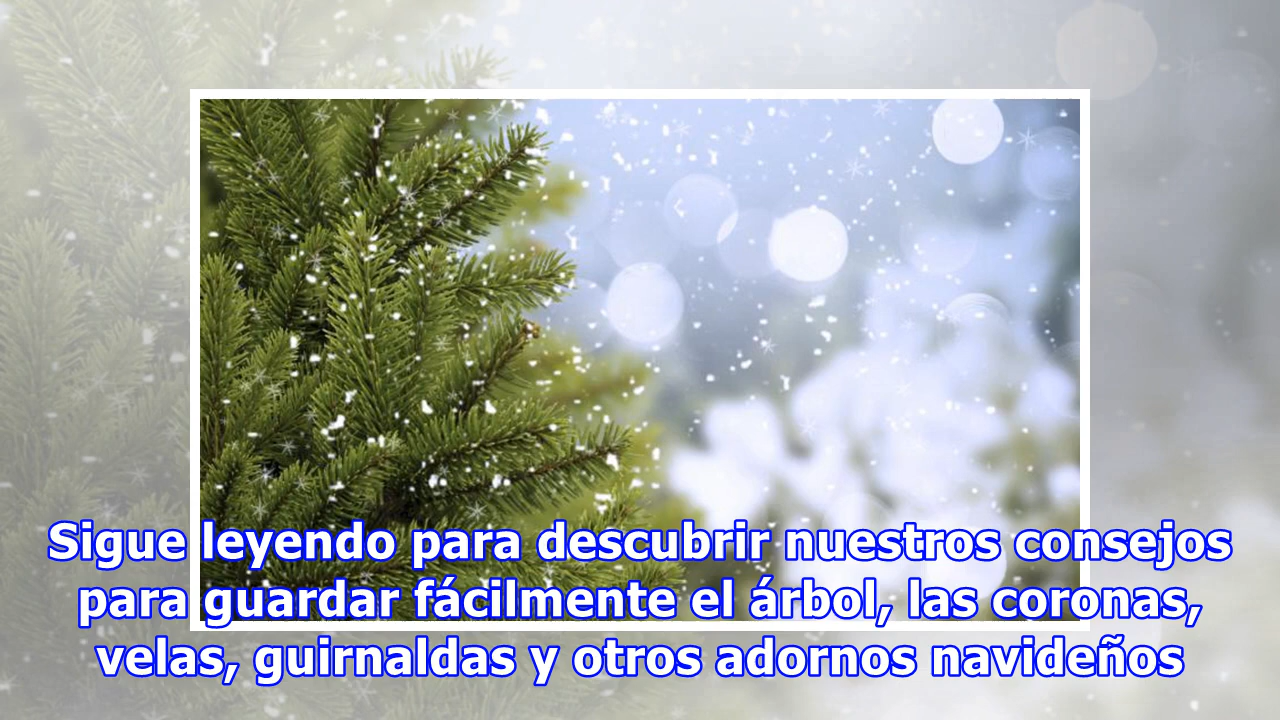 Sigue leyendo para descubrir nuestros consejos
para guardar fácilmente el árbol, las coronas,
velas, guirnaldas y otros adornos navideños